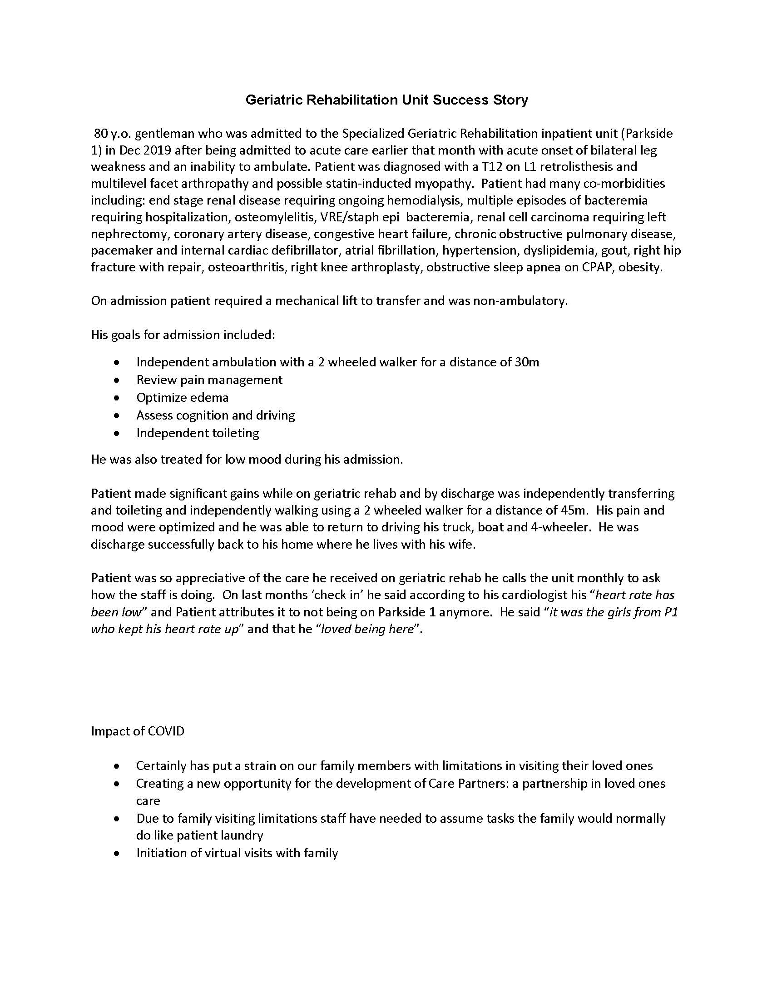 Geriatric Rehabilitation Unit Success Story
80 y.o. gentleman who was admitted to the Specialized Geriatric Rehabilitation inpatient unit (Parkside
1) in Dec 2019 after being admitted to acute care earlier that month with acute onset of bilateral leg
weakness and an inability to ambulate. Patient was diagnosed with a T12 on L1 retrolisthesis and
multilevel facet arthropathy and possible statin-inducted myopathy.  Patient had many co-morbidities
including: end stage renal disease requiring ongoing hemodialysis, multiple episodes of bacteremia
requiring hospitalization, osteomylelitis, VRE/staph epi  bacteremia, renal cell carcinoma requiring left
nephrectomy, coronary artery disease, congestive heart failure, chronic obstructive pulmonary disease,
pacemaker and internal cardiac defibrillator, atrial fibrillation, hypertension, dyslipidemia, gout, right hip
fracture with repair, osteoarthritis, right knee arthroplasty, obstructive sleep apnea on CPAP, obesity.
On admission patient required a mechanical lift to transfer and was non-ambulatory.
His goals for admission included:
• Independent ambulation with a 2 wheeled walker for a distance of 30m
• Review pain management
• Optimize edema
• Assess cognition and driving
• Independent toileting
He was also treated for low mood during his admission.
Patient made significant gains while on geriatric rehab and by discharge was independently transferring
and toileting and independently walking using a 2 wheeled walker for a distance of 45m.  His pain and
mood were optimized and he was able to return to driving his truck, boat and 4-wheeler.  He was
discharge successfully back to his home where he lives with his wife.
Patient was so appreciative of the care he received on geriatric rehab he calls the unit monthly to ask
how the staff is doing.  On last months ‘check in’ he said according to his cardiologist his “heart rate has
been low” and Patient attributes it to not being on Parkside 1 anymore.  He said “it was the girls from P1
who kept his heart rate up” and that he “loved being here”.
Impact of COVID
• Certainly has put a strain on our family members with limitations in visiting their loved ones
• Creating a new opportunity for the development of Care Partners: a partnership in loved ones
care
• Due to family visiting limitations staff have needed to assume tasks the family would normally
do like patient laundry
• Initiation of virtual visits with family